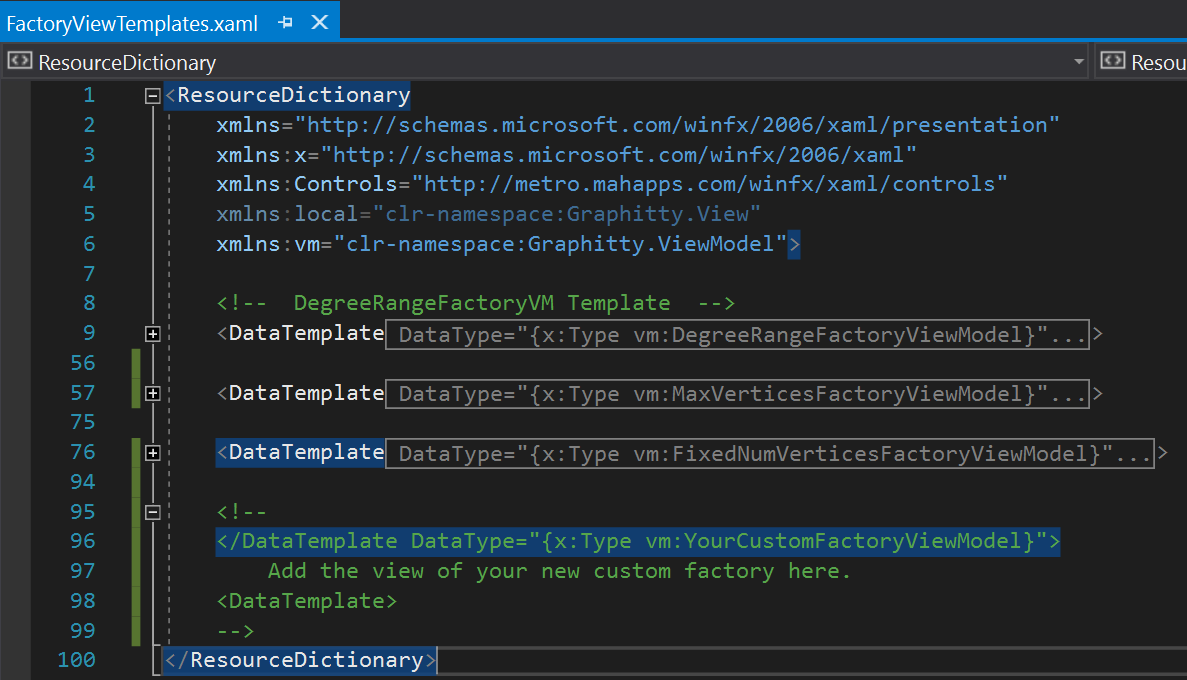 FactoryViewTemplates.xaml
ResourceDictionary Resou
1 <ResourceDictionary
2 xmlns="http://schemas.microsoft.com/winfx/2006/xaml/presentation"
3 xmlns:x="http://schemas.microsoft.com/winfx/2006/xaml"
4 xmlns:Controls="http://metro.mahapps.com/winfx/xaml/controls"
5 xmlns:local="clr-namespace:Graphitty.View"
6 xmlns:vm="clr-namespace:Graphitty.ViewModel">
7
8 <!--  DegreeRangeFactoryVM Template  -->
9 <DataTemplate DataType="{x:Type vm:DegreeRangeFactoryViewModel}"...>
56
57 <DataTemplate DataType="{x:Type vm:MaxVerticesFactoryViewModel}"...>
75
76 <DataTemplate DataType="{x:Type vm:FixedNumVerticesFactoryViewModel}"...>
94
95 <!--
96 </DataTemplate DataType="{x:Type vm:YourCustomFactoryViewModel}">
97 Add the view of your new custom factory here.
98 <DataTemplate>
99 -->
100 </ResourceDictionary>